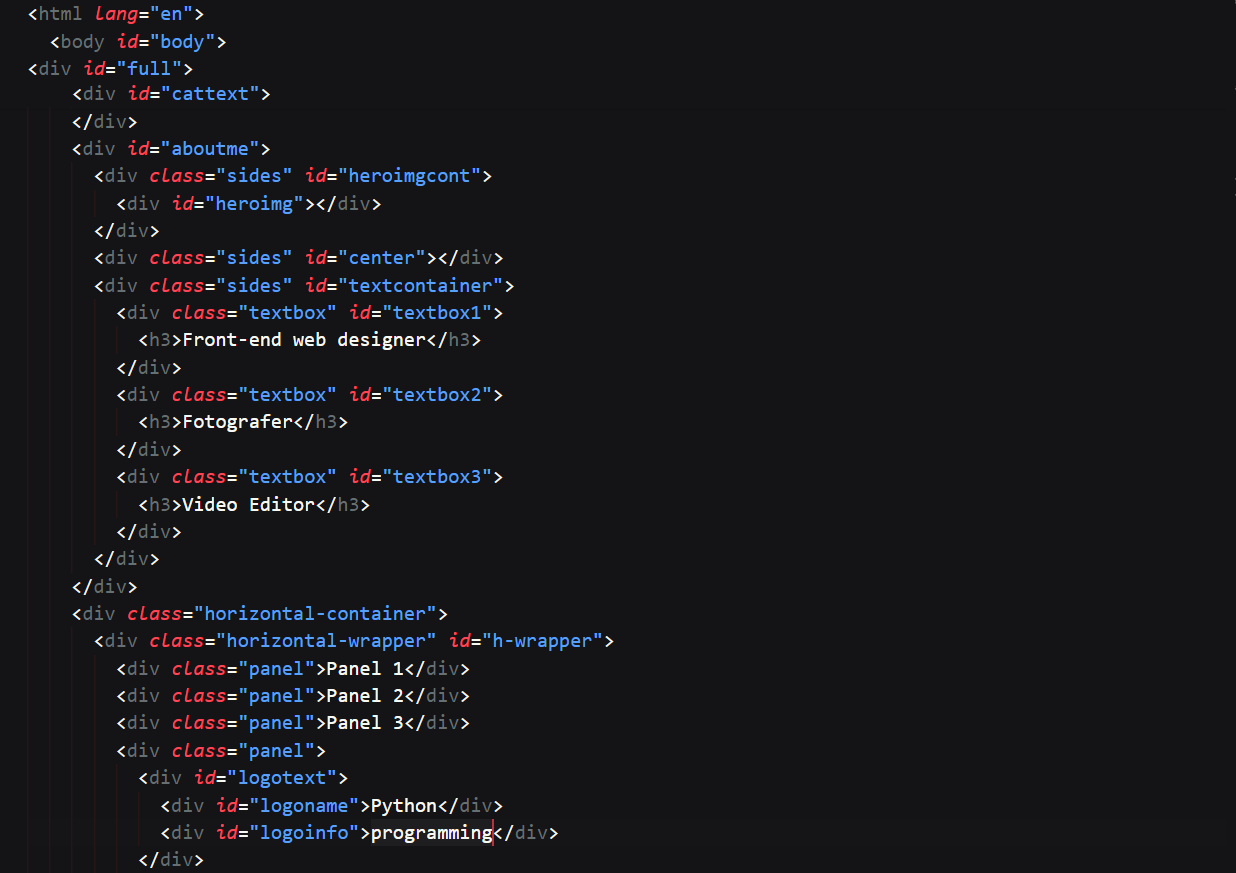 <html lang="en">
<body id="body">
<div id="full">
<div id="cattext">
</div>
<div id="aboutme">
<div class="sides" id="heroimgcont">
<div id="heroimg"></div>
</div>
<div class="sides" id="center"></div>
<div class="sides" id="textcontainer">
<div class="textbox" id="textbox1">
<h3>Front-end web designer</h3>
</div>
<div class="textbox" id="textbox2">
<h3>Fotografer</h3>
</div>
<div class="textbox" id="textbox3">
<h3>Video Editor</h3>
</div>
</div>
</div>
<div class="horizontal-container">
<div class="horizontal-wrapper" id="h-wrapper">
<div class="panel">Panel 1</div>
<div class="panel">Panel 2</div>
<div class="panel">Panel 3</div>
<div class="panel">
<div id="logotext">
<div id="logoname">Python</div>
<div id="logoinfo">programming</div>
</div>